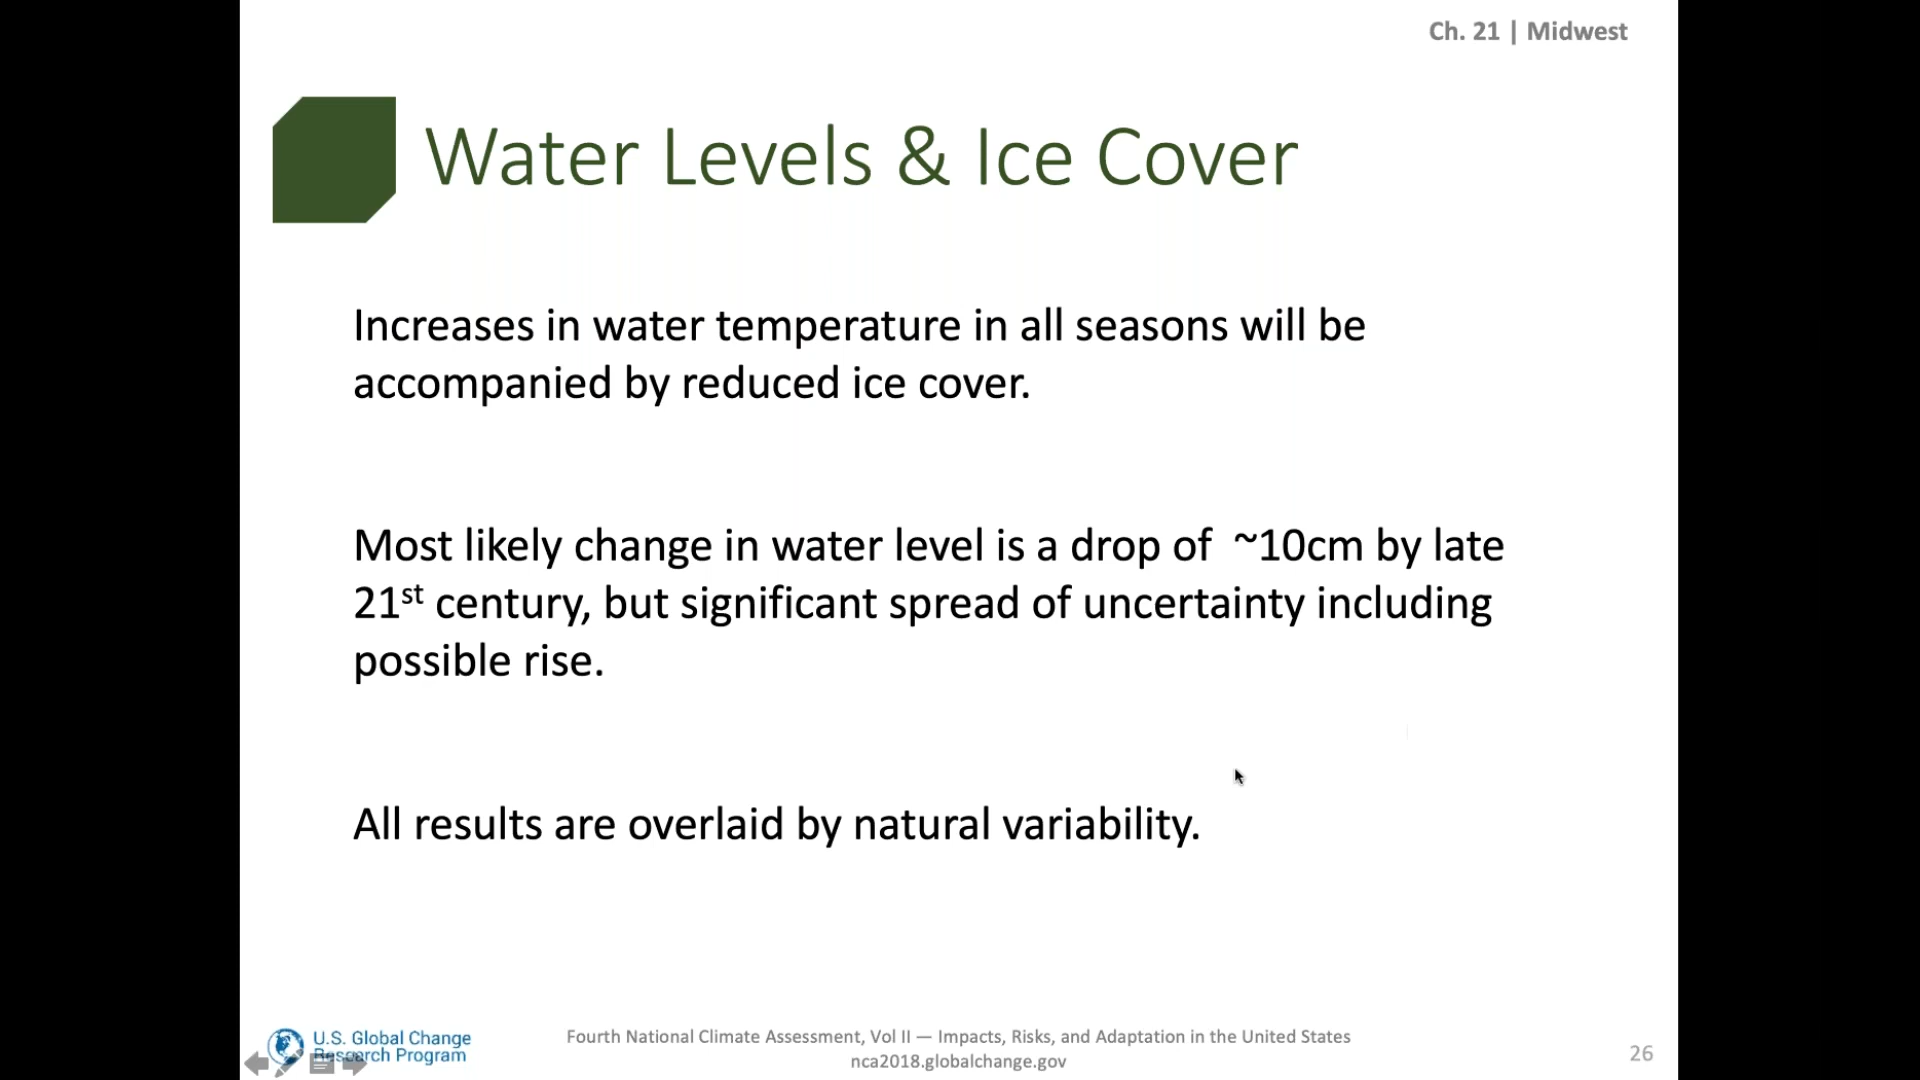 Ch. 21 | Midwest
Water Levels & Ice Cover
Increases in water temperature in all seasons will be
accompanied by reduced ice cover.
Most likely change in water level is a drop of ~10cm by late
21st century, but significant spread of uncertainty including
possible rise.
All results are overlaid by natural variability.
U.S. Global Change
Research Program
Fourth National Climate Assessment, Vol II — Impacts, Risks, and Adaptation in the United States
nca2018.globalchange.gov
26